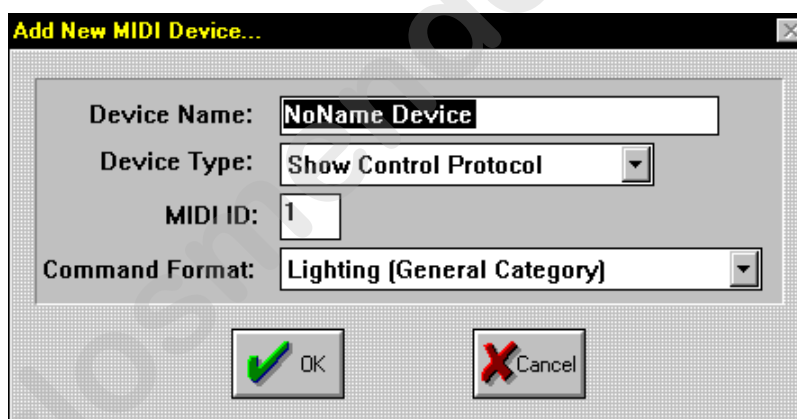 Add New MIDI Device...
Device Name: NoName Device
Device Type: Show Control Protocol
MIDI ID: 1
Command Format: Lighting (General Category)
OK Cancel